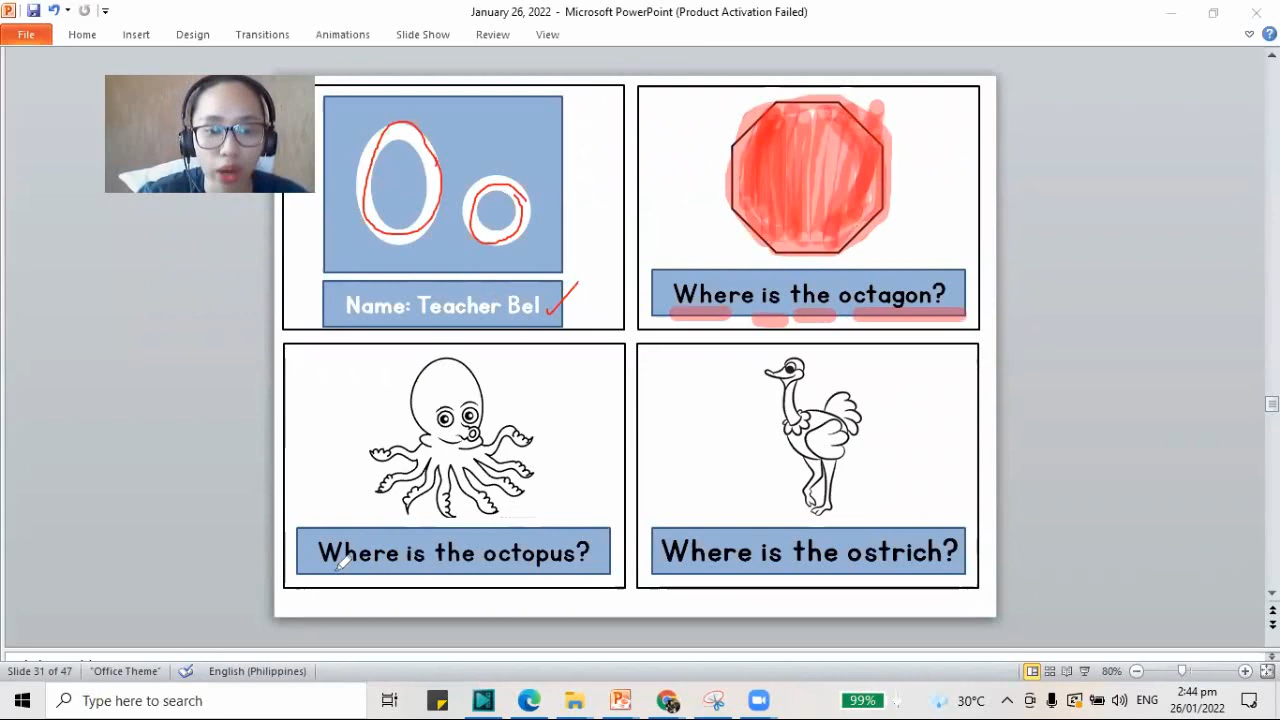 January 26, 2022 - Microsoft PowerPoint (Product Activation Failed)
File Home Insert Design Transitions Animations Slide Show Review View
Oo
Name: Teacher Bel
Where is the octagon?
Where is the octopus?
Where is the ostrich?
Slide 31 of 47 "Office Theme" English (Philippines) 80%
Type here to search 99% 30°C ENG 2:44 pm
26/01/2022